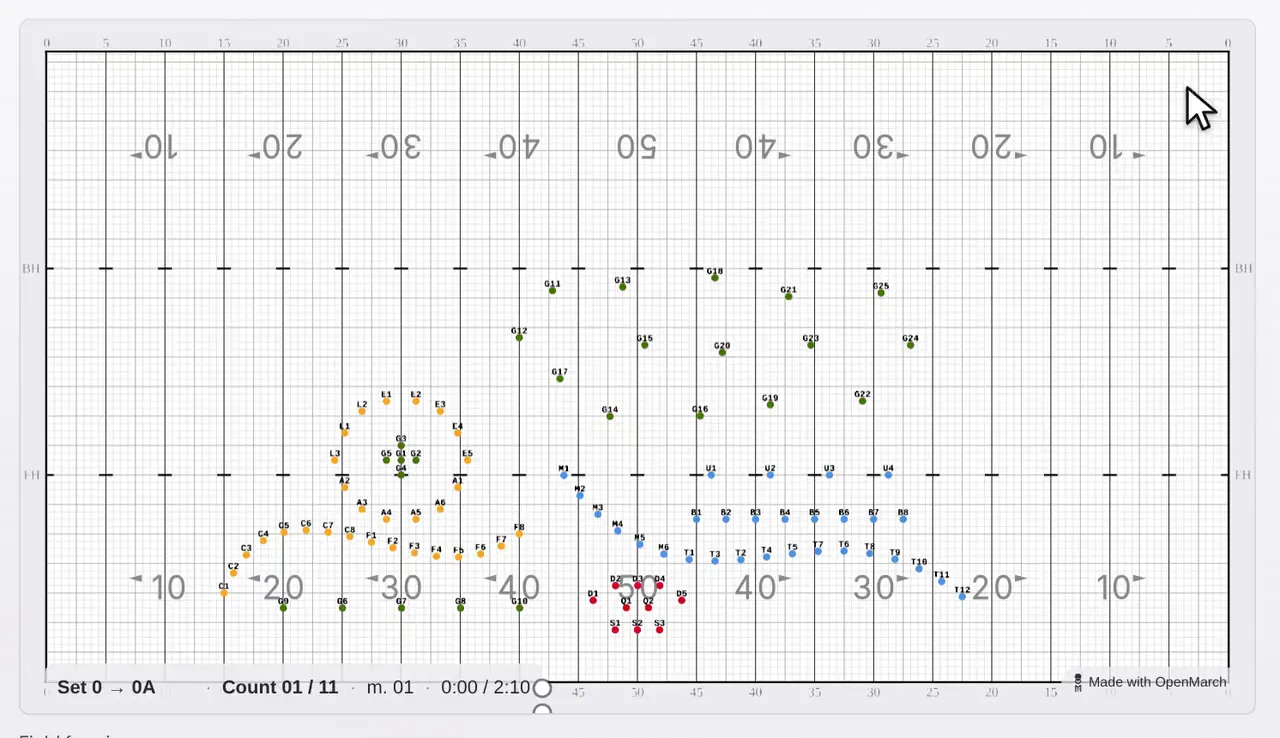 0 5 10 15 20 25 30 35 40 45 50 45 40 35 30 25 20 15 10 5 0
10 20 30 40 50 40 30 20 10
BH BH
G18
G11 G13 G21 G25
G12 G15 G20 G23 G24
G17
L1 E2 G19 G22
L2 E3 G14 G16
L1 E4
G3
L3 G5 G1 G2 E5
G4
FH M1 U1 U2 U3 U4 FH
A2 A1 M2
A3 A6
A4 A5 M3 B1 B2 B3 B4 B5 B6 B7 B8
C5 C6 C7 C8 F8 M4
C4 F1 F2 F7 M5
C3 F3 F4 F5 F6 M6 T1 T3 T2 T4 T5 T7 T6 T8 T9
C2 T10
D2 D3 D4 T11
10 20 30 40 50 40 30 20 10
C1 D1 D5 T12
G9 G6 G7 G8 G10 Q1 Q2
S1 S2 S3
Set 0 → 0A · Count 01 / 11 · m. 01 · 0:00 / 2:10
45 50 45 40 35 30 25 20 15 10 5 0
Made with OpenMarch